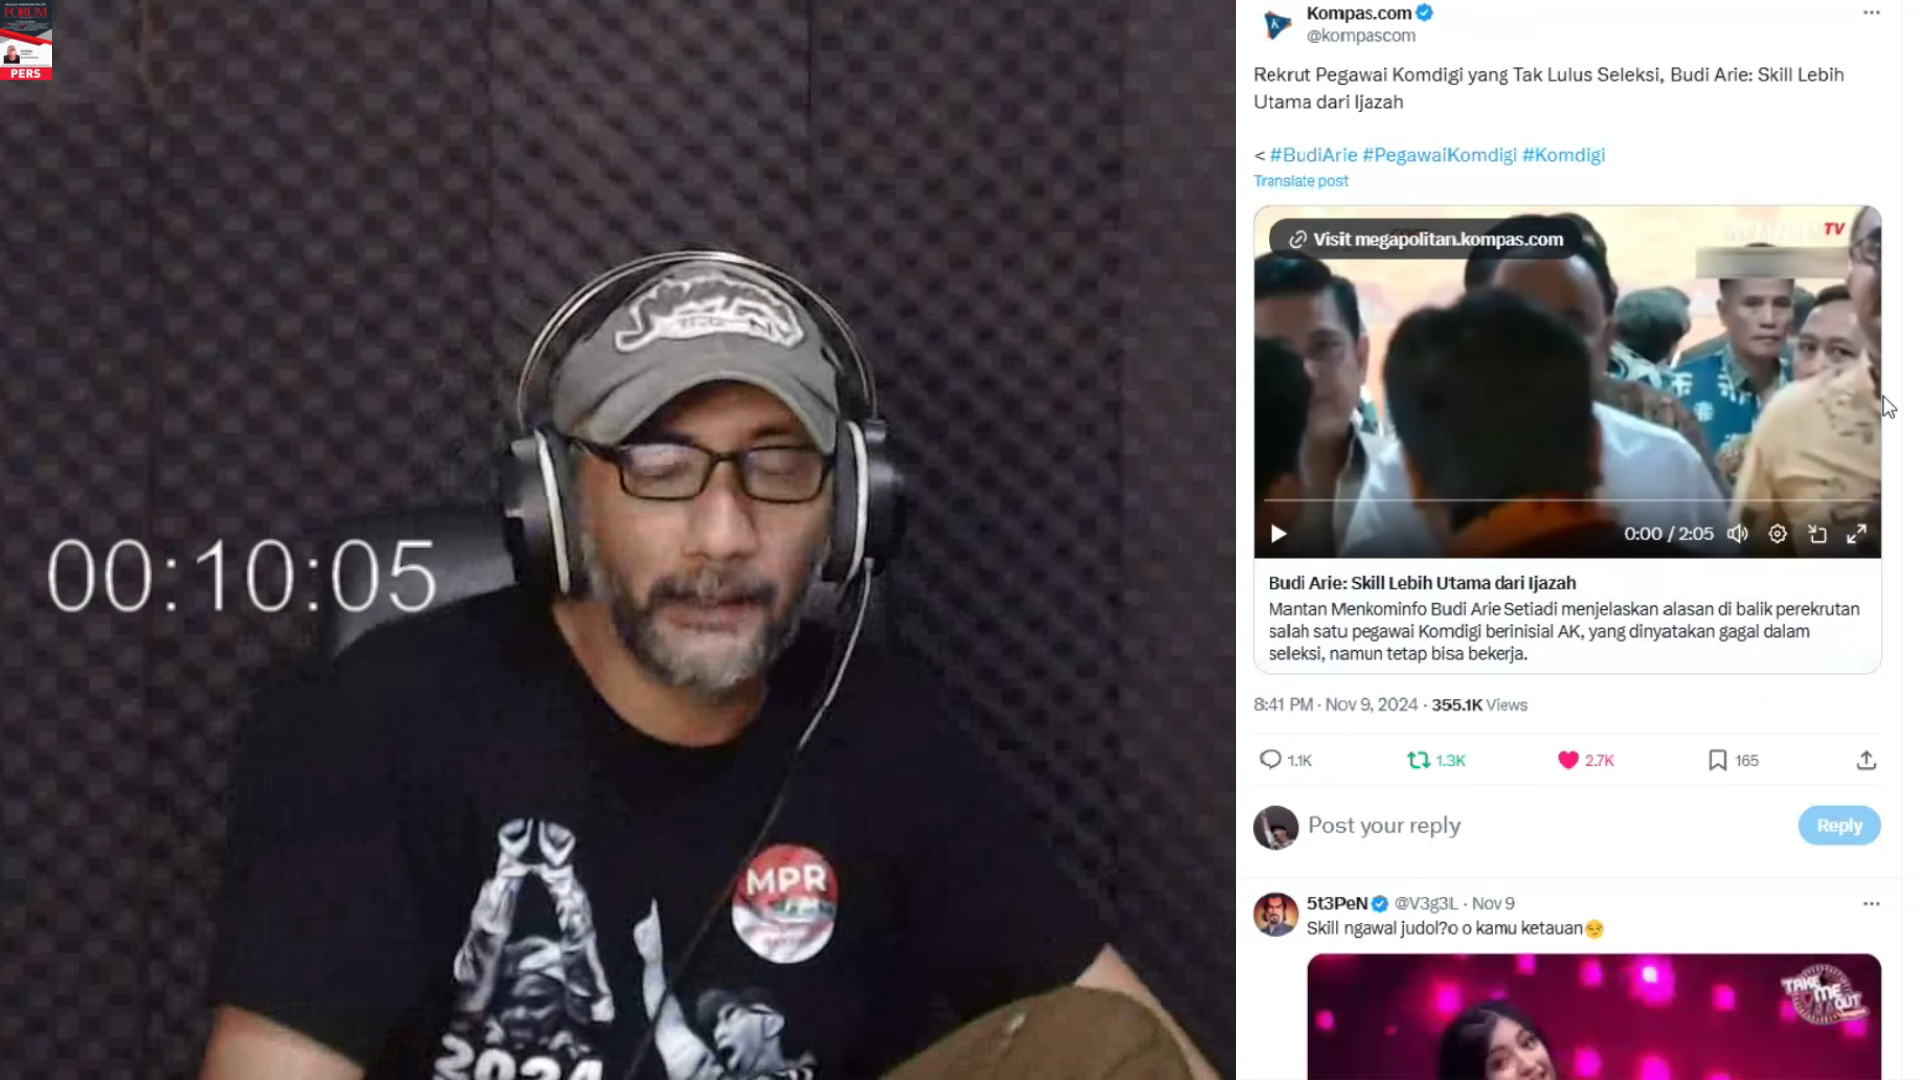 FORUM
PERS
00:10:05
MPR
2024
Kompas.com
@kompascom
Rekrut Pegawai Komdigi yang Tak Lulus Seleksi, Budi Arie: Skill Lebih
Utama dari Ijazah
< #BudiArie #PegawaiKomdigi #Komdigi
Translate post
Visit megapolitan.kompas.com
TV
0:00 / 2:05
Budi Arie: Skill Lebih Utama dari Ijazah
Mantan Menkominfo Budi Arie Setiadi menjelaskan alasan di balik perekrutan
salah satu pegawai Komdigi berinisial AK, yang dinyatakan gagal dalam
seleksi, namun tetap bisa bekerja.
8:41 PM · Nov 9, 2024 · 355.1K Views
1.1K 1.3K 2.7K 165
Post your reply
Reply
5t3PeN @V3g3L · Nov 9
Skill ngawal judol?o o kamu ketauan😏
TAKE
ME
OUT